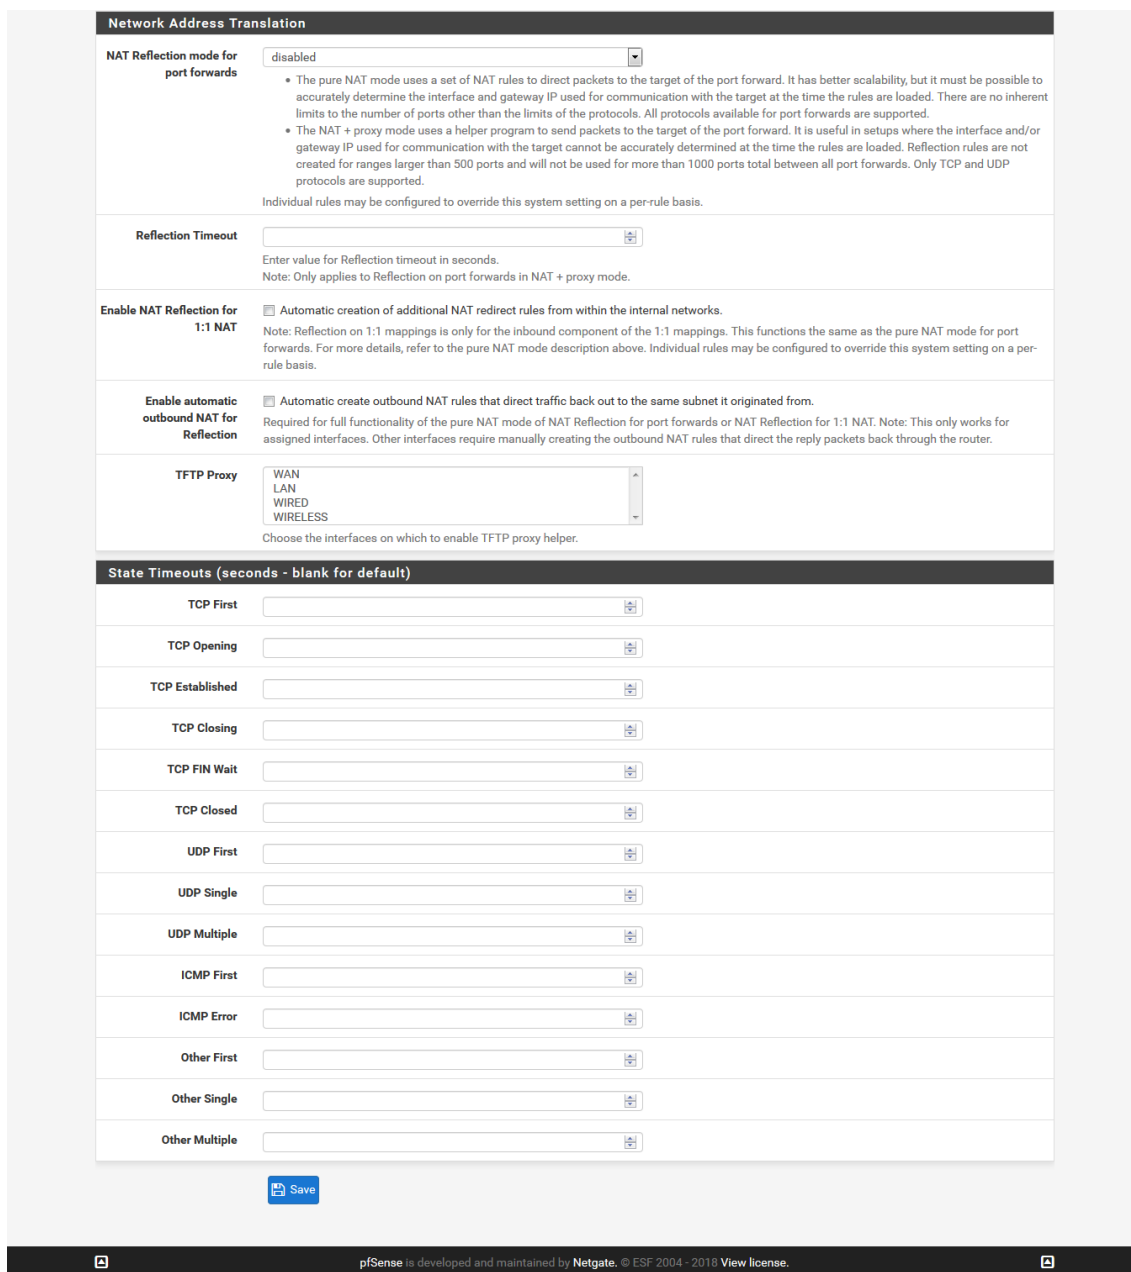 Network Address Translation
NAT Reflection mode for
port forwards
disabled
• The pure NAT mode uses a set of NAT rules to direct packets to the target of the port forward. It has better scalability, but it must be possible to
accurately determine the interface and gateway IP used for communication with the target at the time the rules are loaded. There are no inherent
limits to the number of ports other than the limits of the protocols. All protocols available for port forwards are supported.
• The NAT + proxy mode uses a helper program to send packets to the target of the port forward. It is useful in setups where the interface and/or
gateway IP used for communication with the target cannot be accurately determined at the time the rules are loaded. Reflection rules are not
created for ranges larger than 500 ports and will not be used for more than 1000 ports total between all port forwards. Only TCP and UDP
protocols are supported.
Individual rules may be configured to override this system setting on a per-rule basis.
Reflection Timeout
Enter value for Reflection timeout in seconds.
Note: Only applies to Reflection on port forwards in NAT + proxy mode.
Enable NAT Reflection for
1:1 NAT
Automatic creation of additional NAT redirect rules from within the internal networks.
Note: Reflection on 1:1 mappings is only for the inbound component of the 1:1 mappings. This functions the same as the pure NAT mode for port
forwards. For more details, refer to the pure NAT mode description above. Individual rules may be configured to override this system setting on a per-
rule basis.
Enable automatic
outbound NAT for
Reflection
Automatic create outbound NAT rules that direct traffic back out to the same subnet it originated from.
Required for full functionality of the pure NAT mode of NAT Reflection for port forwards or NAT Reflection for 1:1 NAT. Note: This only works for
assigned interfaces. Other interfaces require manually creating the outbound NAT rules that direct the reply packets back through the router.
TFTP Proxy
WAN
LAN
WIRED
WIRELESS
Choose the interfaces on which to enable TFTP proxy helper.
State Timeouts (seconds - blank for default)
TCP First
TCP Opening
TCP Established
TCP Closing
TCP FIN Wait
TCP Closed
UDP First
UDP Single
UDP Multiple
ICMP First
ICMP Error
Other First
Other Single
Other Multiple
Save
pfSense is developed and maintained by Netgate. © ESF 2004 - 2018 View license.